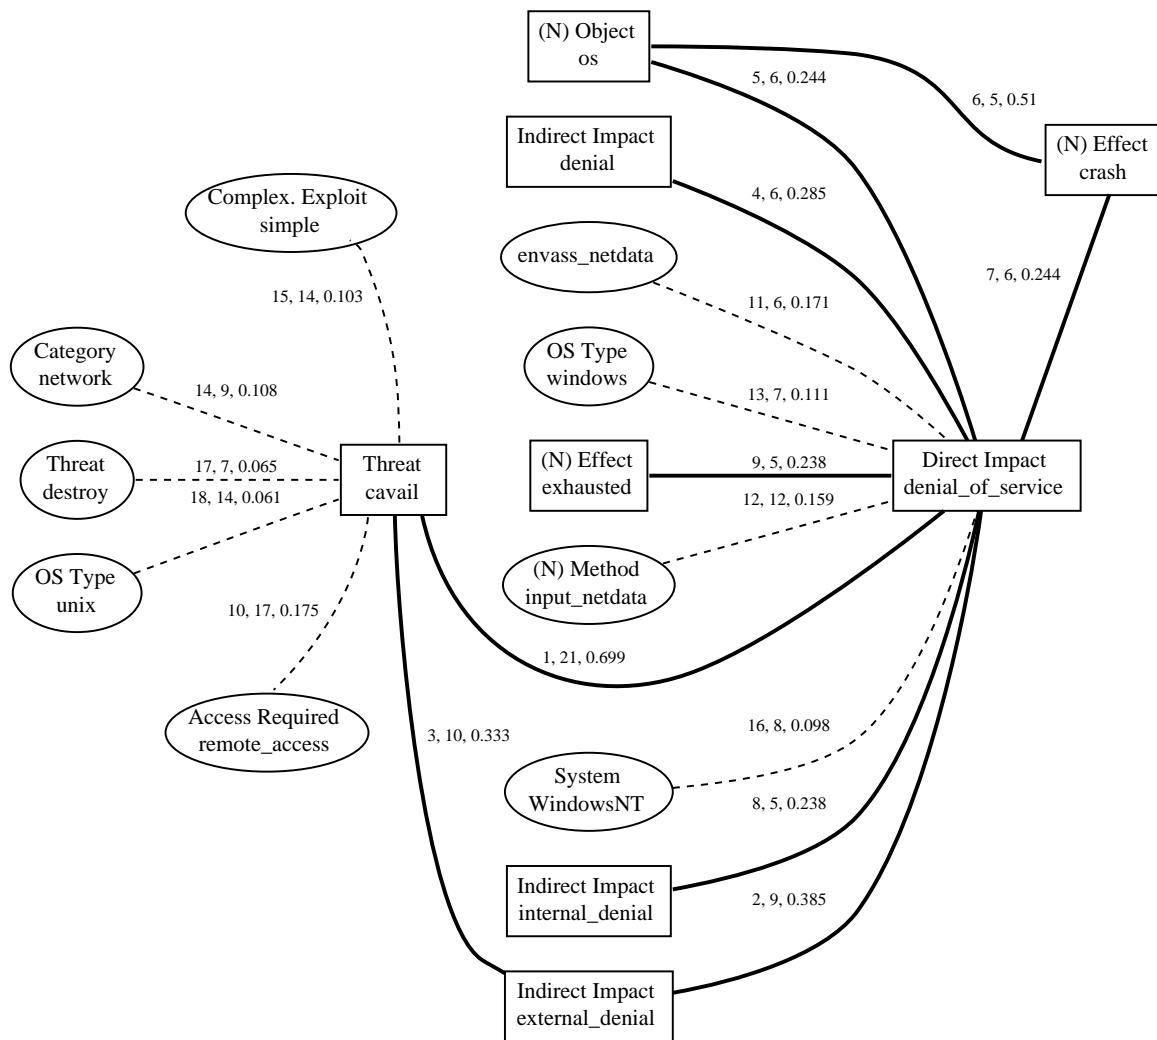 (N) Object
os
5, 6, 0.244
6, 5, 0.51
Indirect Impact
denial
(N) Effect
crash
Complex. Exploit
simple
4, 6, 0.285
envass_netdata
7, 6, 0.244
15, 14, 0.103
11, 6, 0.171
Category
network
OS Type
windows
14, 9, 0.108
13, 7, 0.111
Threat
destroy
17, 7, 0.065
18, 14, 0.061
Threat
cavail
(N) Effect
exhausted
9, 5, 0.238
12, 12, 0.159
Direct Impact
denial_of_service
OS Type
unix
(N) Method
input_netdata
10, 17, 0.175
1, 21, 0.699
Access Required
remote_access
3, 10, 0.333
16, 8, 0.098
System
WindowsNT
8, 5, 0.238
Indirect Impact
internal_denial
2, 9, 0.385
Indirect Impact
external_denial